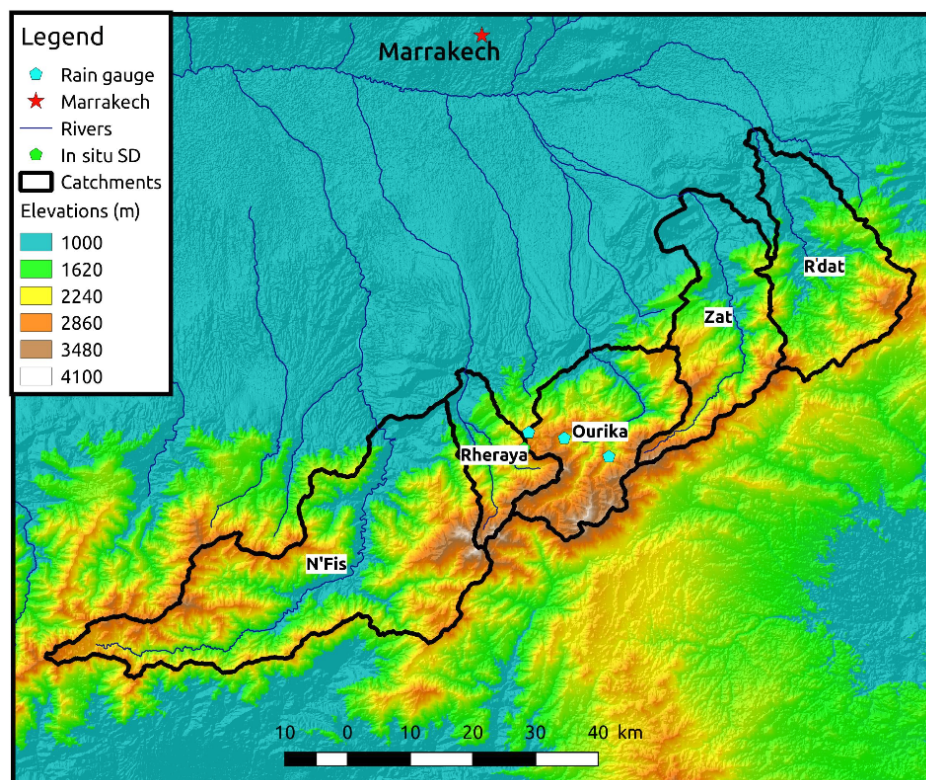 Legend
Rain gauge
Marrakech
Rivers
In situ SD
Catchments
Elevations (m)
1000
1620
2240
2860
3480
4100
Marrakech
R'dat
Zat
Ourika
Rheraya
N'Fis
10 0 10 20 30 40 km